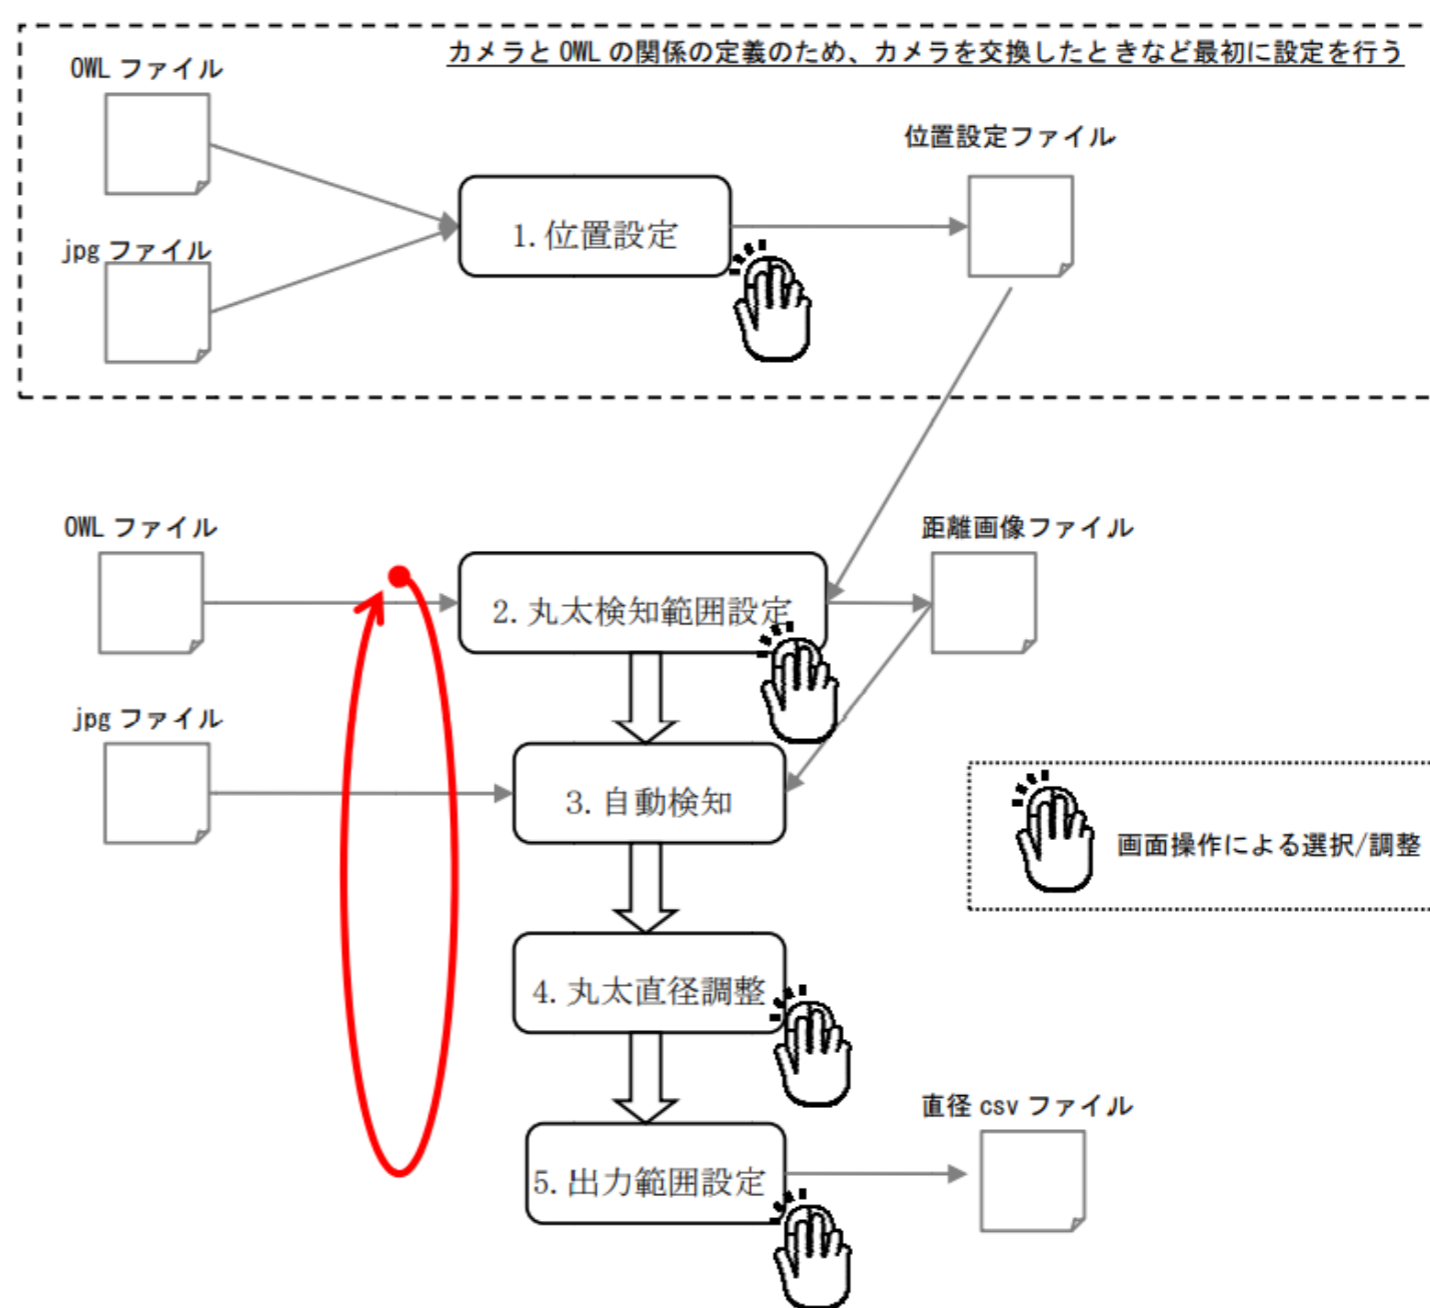 カメラと OWL の関係の定義のため、カメラを交換したときなど最初に設定を行う
OWL ファイル
位置設定ファイル
1. 位置設定
jpg ファイル
OWL ファイル
距離画像ファイル
2. 丸太検知範囲設定
jpg ファイル
3. 自動検知
画面操作による選択/調整
4. 丸太直径調整
直径 csv ファイル
5. 出力範囲設定